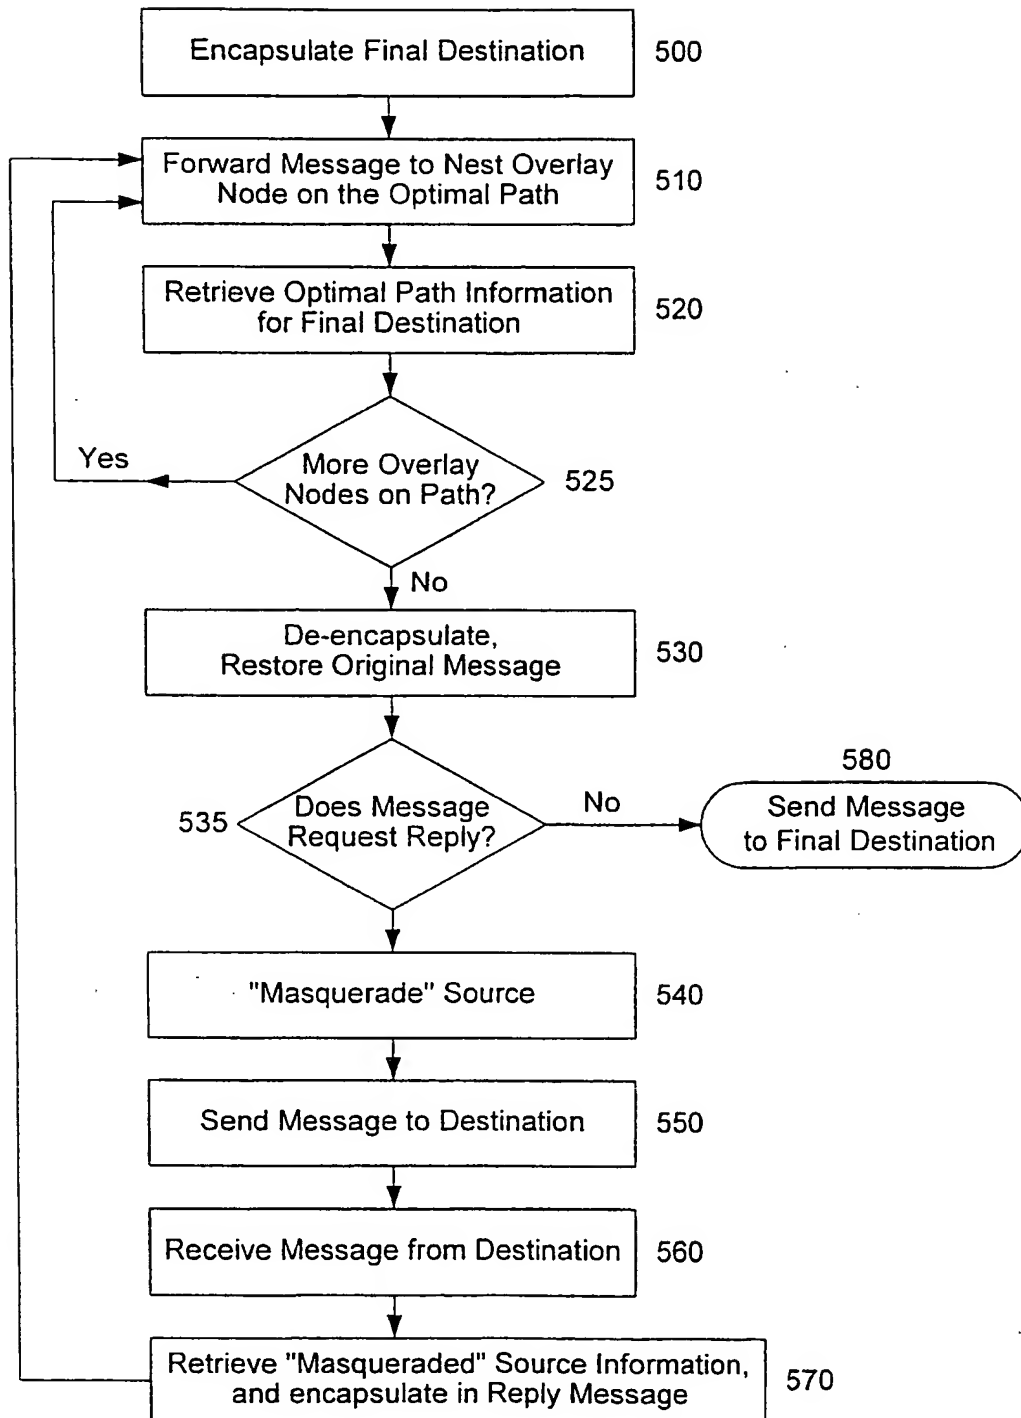 Encapsulate Final Destination
500
Forward Message to Nest Overlay
Node on the Optimal Path
510
Retrieve Optimal Path Information
for Final Destination
520
Yes
More Overlay
Nodes on Path?
525
No
De-encapsulate,
Restore Original Message
530
535
Does Message
Request Reply?
No
580
Send Message
to Final Destination
"Masquerade" Source
540
Send Message to Destination
550
Receive Message from Destination
560
Retrieve "Masqueraded" Source Information,
and encapsulate in Reply Message
570